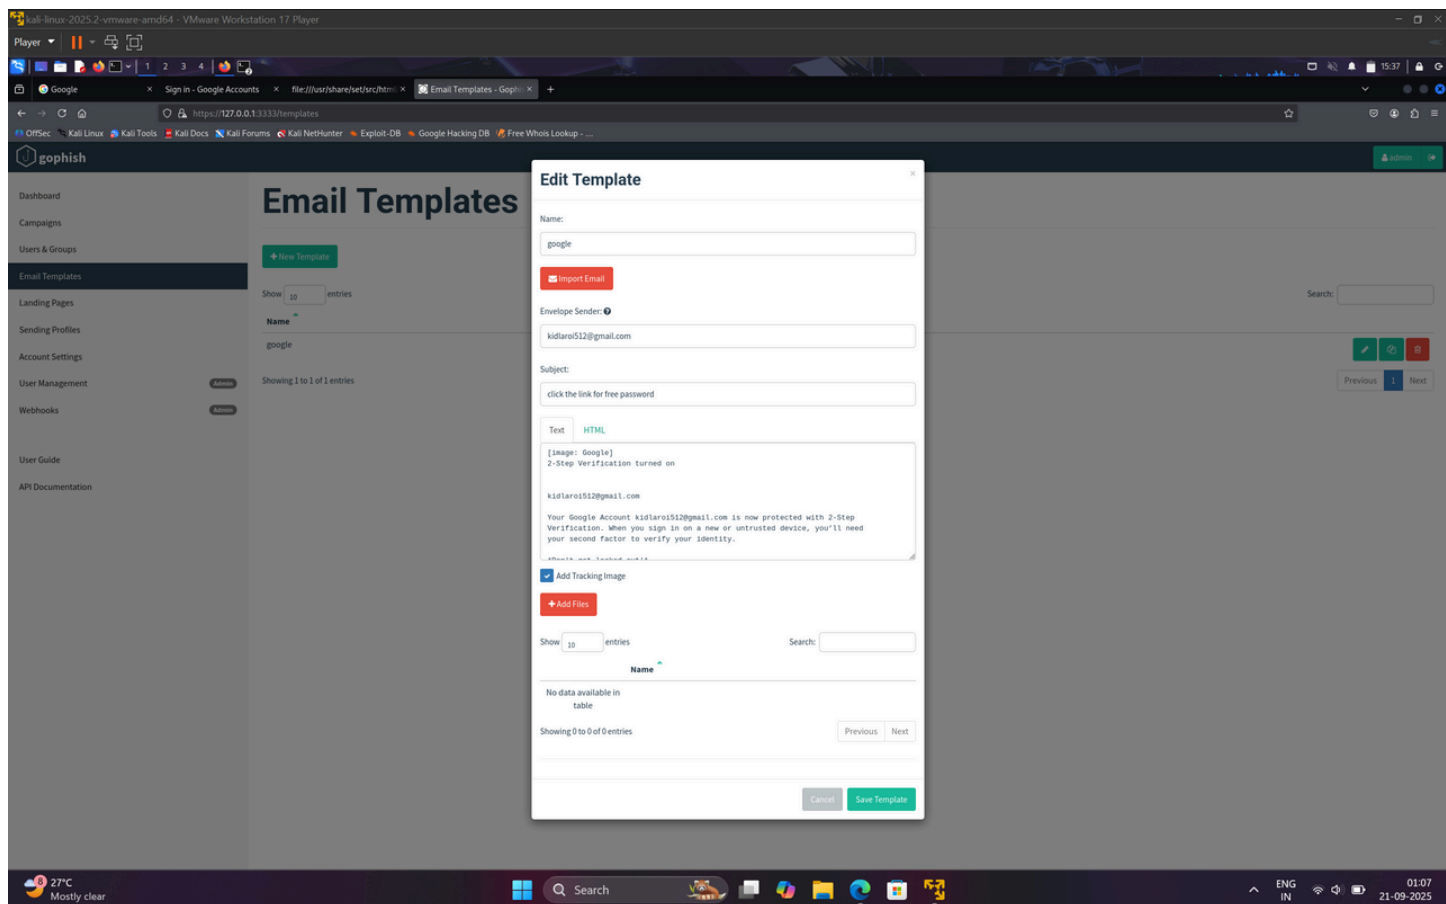 kali-linux-2025.2-vmware-amd64 - VMware Workstation 17 Player
Player
1 2 3 4
15:37
Google
Sign in - Google Accounts
file:///usr/share/set/src/html
Email Templates - Gophi
https://127.0.0.1:3333/templates
OffSec Kali Linux Kali Tools Kali Docs Kali Forums Kali NetHunter Exploit-DB Google Hacking DB Free Whois Lookup - ....
gophish
admin
Dashboard
Campaigns
Users & Groups
Email Templates
Landing Pages
Sending Profiles
Account Settings
User Management Admin
Webhooks Admin
User Guide
API Documentation
Email Templates
New Template
Show 10 entries
Search:
Name
google
Showing 1 to 1 of 1 entries
Previous 1 Next
Edit Template
×
Name:
google
Import Email
Envelope Sender:
kidlaroi512@gmail.com
Subject:
click the link for free password
Text HTML
[image: Google]
2-Step Verification turned on
kidlaroi512@gmail.com
Your Google Account kidlaroi512@gmail.com is now protected with 2-Step
Verification. When you sign in on a new or untrusted device, you'll need
your second factor to verify your identity.
Add Tracking Image
+ Add Files
Show 10 entries
Search:
Name
No data available in
table
Showing 0 to 0 of 0 entries
Previous Next
Cancel Save Template
8
27°C
Mostly clear
Search
ENG
IN
01:07
21-09-2025